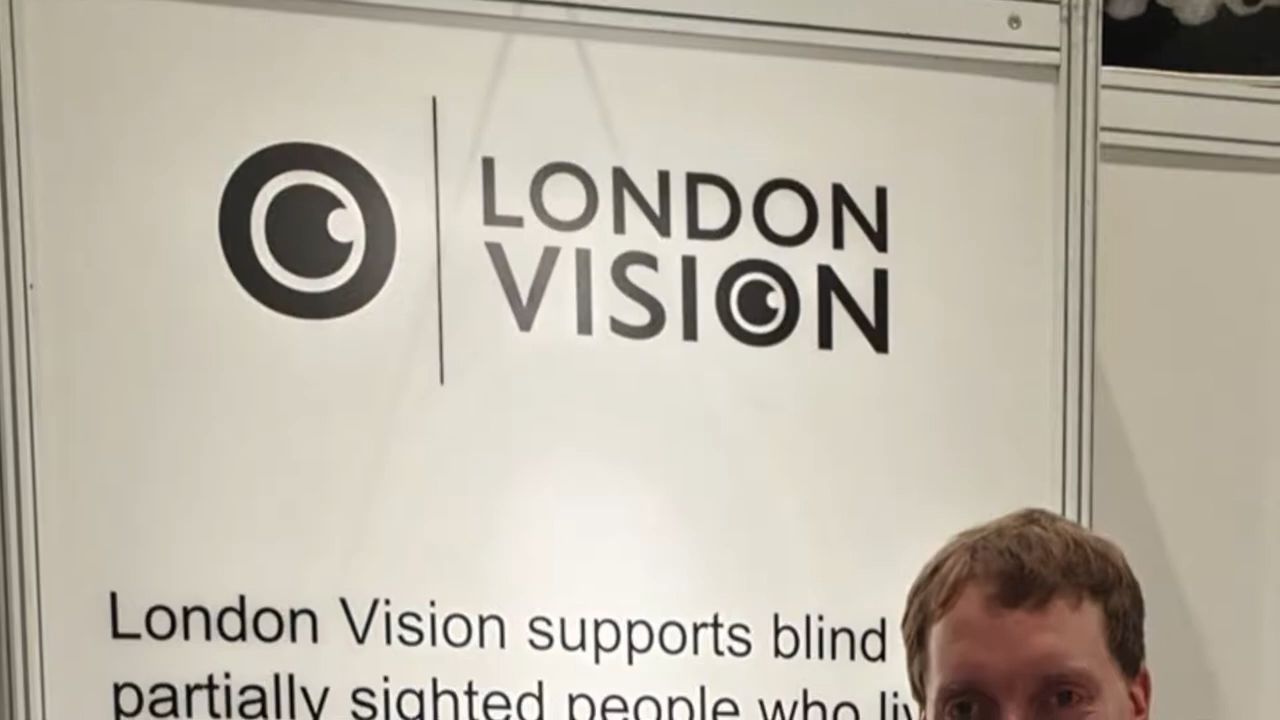 LONDON
VISION
London Vision supports blind
partially sighted people who